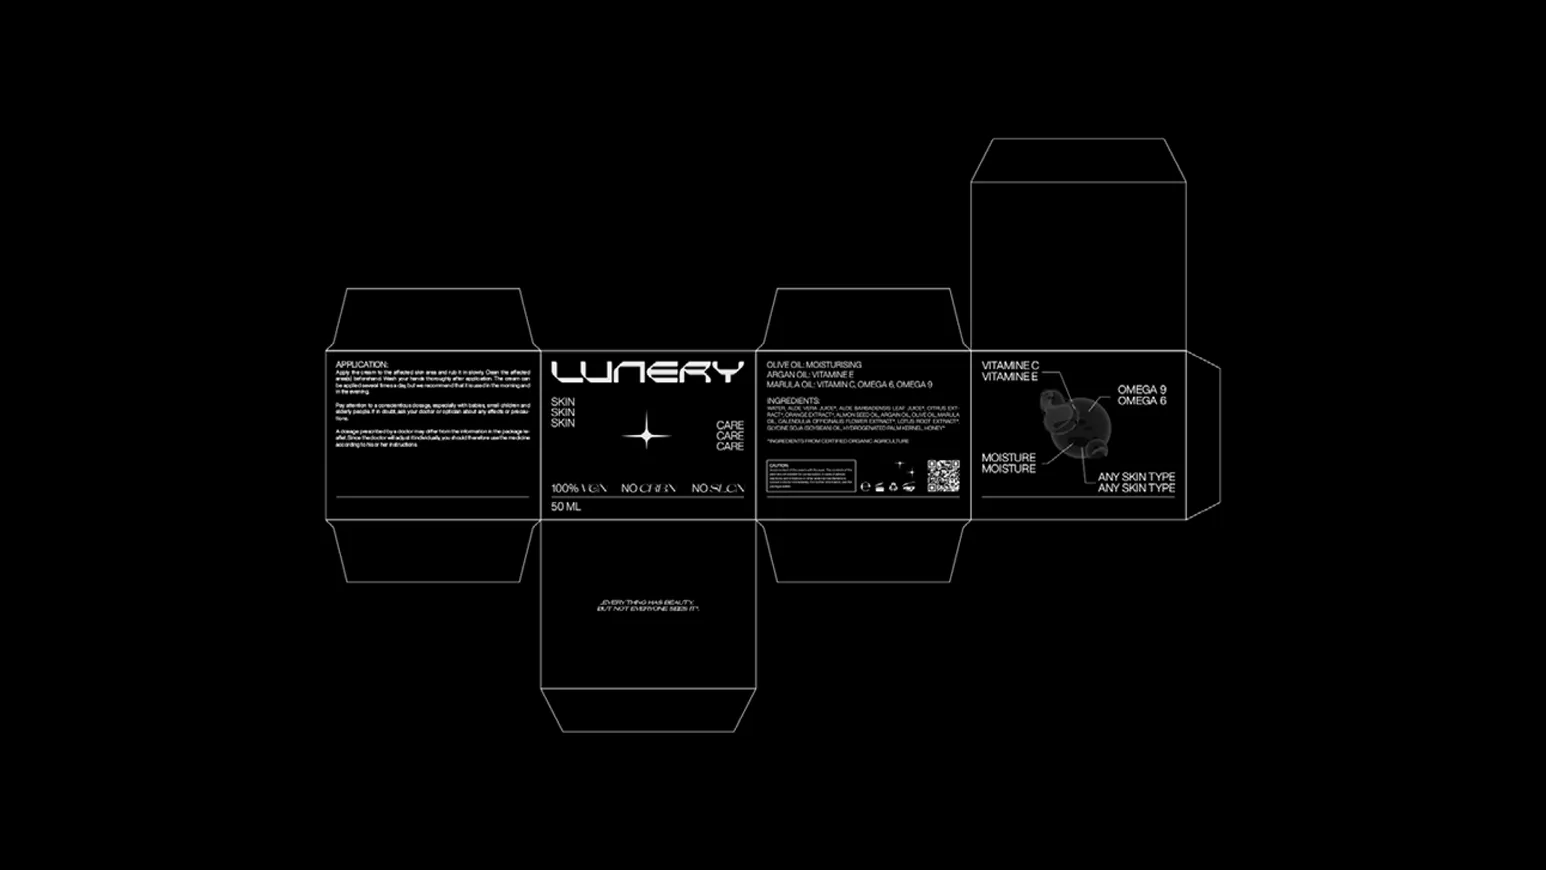 APPLICATION:
Apply the cream to the affected skin area and rub it in slowly. Clean the affected
area(s) beforehand. Wash your hands thoroughly after application. The cream can
be applied several times a day, but we recommend that it is used in the morning and
in the evening.
Pay attention to a conscientious dosage, especially with babies, small children and
elderly people. If in doubt, ask your doctor or optician about any effects or precau-
tions.
A dosage prescribed by a doctor may differ from the information in the package le-
aflet. Since the doctor will adjust it individually, you should therefore use the medicine
according to his or her instructions.
LUNERY
SKIN
SKIN
SKIN
CARE
CARE
CARE
100% VGN NO CRBN NO SLCN
50 ML
„EVERYTHING HAS BEAUTY,
BUT NOT EVERYONE SEES IT".
OLIVE OIL: MOISTURISING
ARGAN OIL: VITAMINE E
MARULA OIL: VITAMIN C, OMEGA 6, OMEGA 9
INGREDIENTS:
WATER, ALOE VERA JUICE*, ALOE BARBADENSIS LEAF JUICE*, CITRUS EXT-
RACT*, ORANGE EXTRACT*, ALMON SEED OIL, ARGAN OIL, OLIVE OIL, MARULA
OIL, CALENDULA OFFICINALIS FLOWER EXTRACT*, LOTUS ROOT EXTRACT*,
GLYCINE SOJA (SOYBEAN) OIL, HYDROGENATED PALM KERNEL, HONEY*
*INGREDIENTS FROM CERTIFIED ORGANIC AGRICULTURE
CAUTION:
VITAMINE C
VITAMINE E
OMEGA 9
OMEGA 6
MOISTURE
MOISTURE
ANY SKIN TYPE
ANY SKIN TYPE